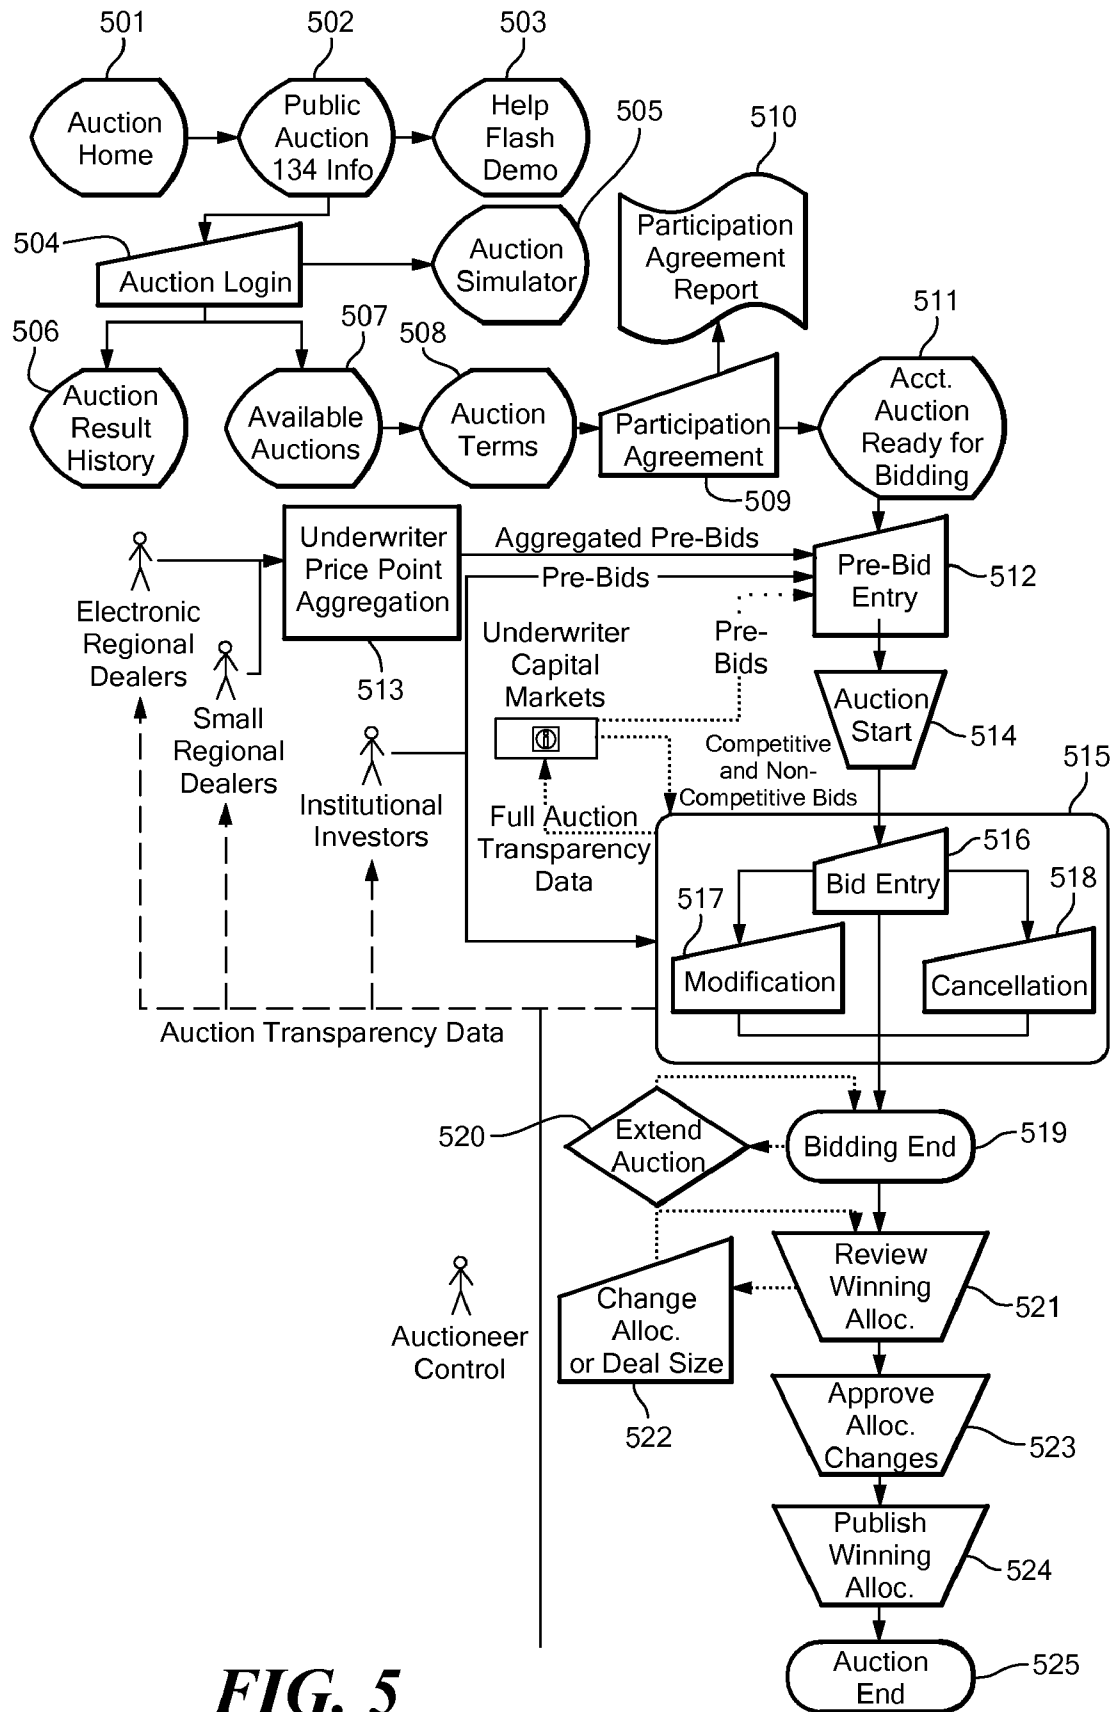 501
502
503
Auction
Home
Public
Auction
134 Info
Help
Flash
Demo
505
510
504
Auction Login
Auction
Simulator
Participation
Agreement
Report
506
507
508
511
Auction
Result
History
Available
Auctions
Auction
Terms
Participation
Agreement
509
Acct.
Auction
Ready for
Bidding
Electronic
Regional
Dealers
Small
Regional
Dealers
Underwriter
Price Point
Aggregation
513
Aggregated Pre-Bids
Pre-Bids
Pre-Bid
Entry
512
Underwriter
Capital
Markets
Pre-
Bids
Auction
Start
514
Institutional
Investors
Competitive
and Non-
Competitive Bids
515
Full Auction
Transparency
Data
516
Bid Entry
517
518
Modification
Cancellation
Auction Transparency Data
520
Extend
Auction
Bidding End
519
Auctioneer
Control
Change
Alloc.
or Deal Size
522
Review
Winning
Alloc.
521
Approve
Alloc.
Changes
523
Publish
Winning
Alloc.
524
Auction
End
525
FIG. 5